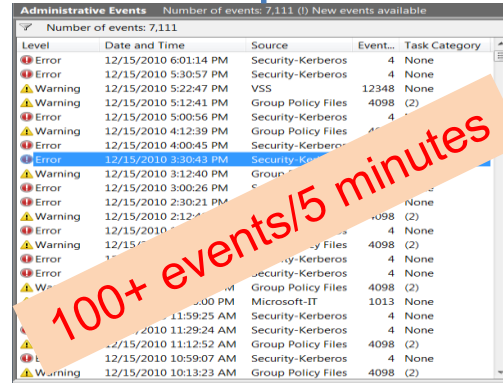 Administrative Events Number of events: 7,111 (!) New events available
Number of events: 7,111
Level Date and Time Source Event... Task Category
Error 12/15/2010 6:01:14 PM Security-Kerberos 4 None
Error 12/15/2010 5:30:57 PM Security-Kerberos 4 None
Warning 12/15/2010 5:22:47 PM VSS 12348 None
Warning 12/15/2010 5:12:41 PM Group Policy Files 4098 (2)
Error 12/15/2010 5:00:56 PM Security-Kerberos 4
Warning 12/15/2010 4:12:39 PM Group Policy Files
Error 12/15/2010 4:00:45 PM Security-Kerberos
Error 12/15/2010 3:30:43 PM
Warning 12/15/2010 3:12:40 PM
Error 12/15/2010 3:00:26 PM
Error 12/15/2010 2:30:21 PM None
Warning 4098 (2)
Error 4 None
Warning Files 4098 (2)
Error 4 None
Error Security-Kerberos 4 None
Group Policy Files 4098 (2)
PM Microsoft-IT 1013 None
11:59:25 AM Security-Kerberos 4 None
11:29:24 AM Security-Kerberos 4 None
Warning 12/15/2010 11:12:52 AM Group Policy Files 4098 (2)
12/15/2010 10:59:07 AM Security-Kerberos 4 None
Warning 12/15/2010 10:13:23 AM Group Policy Files 4098 (2)
100+ events/5 minutes